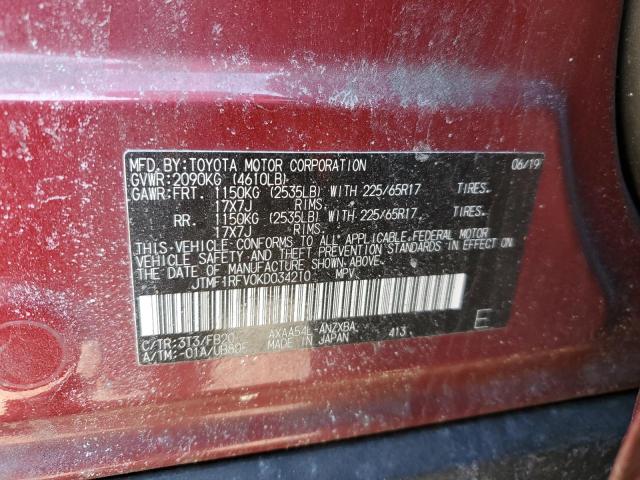 MFD. BY: TOYOTA MOTOR CORPORATION 06/19
GVWR: 2090KG (4610LB)
GAWR: FRT. 1150KG (2535LB) WITH 225/65R17 TIRES,
17X7J RIMS,
RR. 1150KG (2535LB) WITH 225/65R17 TIRES,
17X7J RIMS,
THIS VEHICLE CONFORMS TO ALL APPLICABLE FEDERAL MOTOR
VEHICLE SAFETY AND THEFT PREVENTION STANDARDS IN EFFECT
ON THE DATE OF MANUFACTURE SHOWN ABOVE.
JTMF1RFV0KD034210 MPV
C/TR: 3T3/FB20 AXAA54L-ANZXBA 413 E
A/TM: -01A/UB80F MADE IN JAPAN